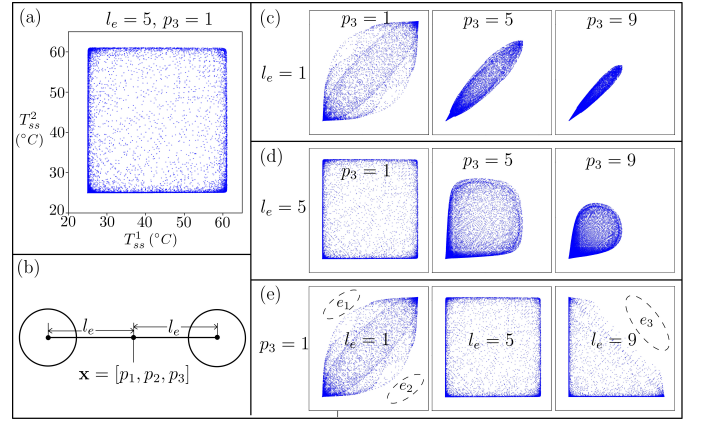 (a) l_e = 5, p_3 = 1
60
50
40
30
20
T_ss^2
(°C)
20 30 40 50 60
T_ss^1 (°C)
(b)
l_e l_e
x = [p_1, p_2, p_3]
(c) p_3 = 1 p_3 = 5 p_3 = 9
l_e = 1
(d) p_3 = 1 p_3 = 5 p_3 = 9
l_e = 5
(e) e_1 e_2 e_3
p_3 = 1 l_e = 1 l_e = 5 l_e = 9